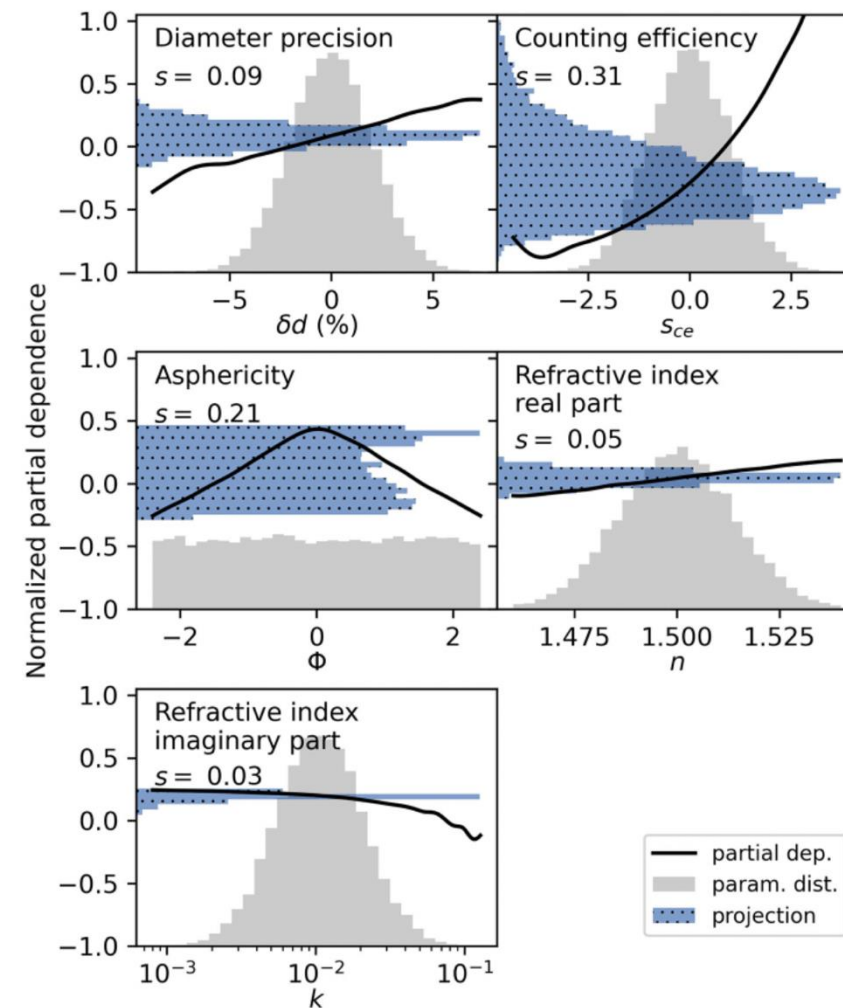 Normalized partial dependence
Diameter precision
s = 0.09
1.0
0.5
0.0
−0.5
−1.0
−5 0 5
δd (%)
Counting efficiency
s = 0.31
−2.5 0.0 2.5
s_ce
Asphericity
s = 0.21
1.0
0.5
0.0
−0.5
−1.0
−2 0 2
Φ
Refractive index
real part
s = 0.05
1.475 1.500 1.525
n
Refractive index
imaginary part
s = 0.03
1.0
0.5
0.0
−0.5
−1.0
10⁻³ 10⁻² 10⁻¹
k
partial dep.
param. dist.
projection